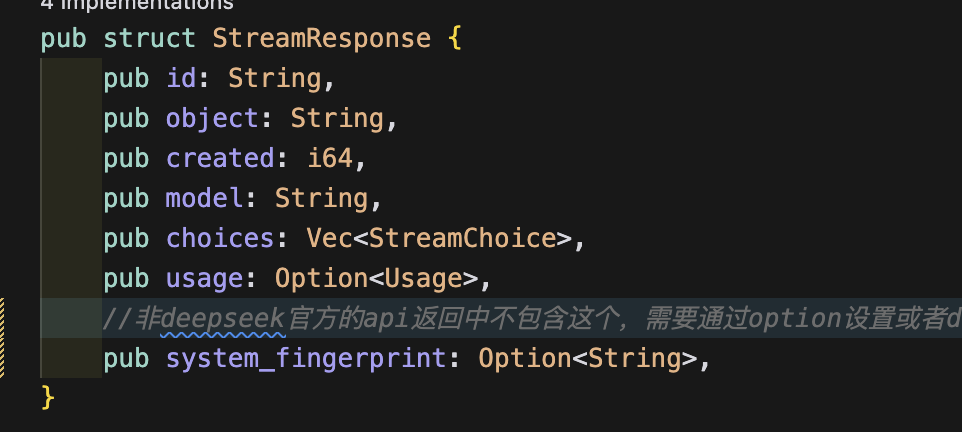 4 implementations
pub struct StreamResponse {
pub id: String,
pub object: String,
pub created: i64,
pub model: String,
pub choices: Vec<StreamChoice>,
pub usage: Option<Usage>,
//非deepseek官方的api返回中不包含这个，需要通过option设置或者d
pub system_fingerprint: Option<String>,
}